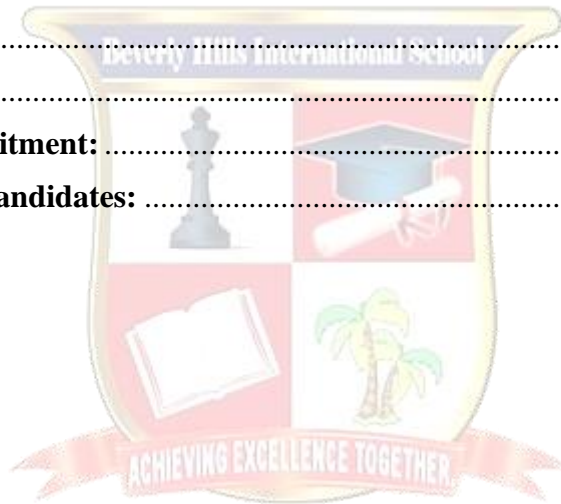 Beverly Hills International School
itment: ..........................................................................
andidates: ...................................................................
ACHIEVING EXCELLENCE TOGETHER